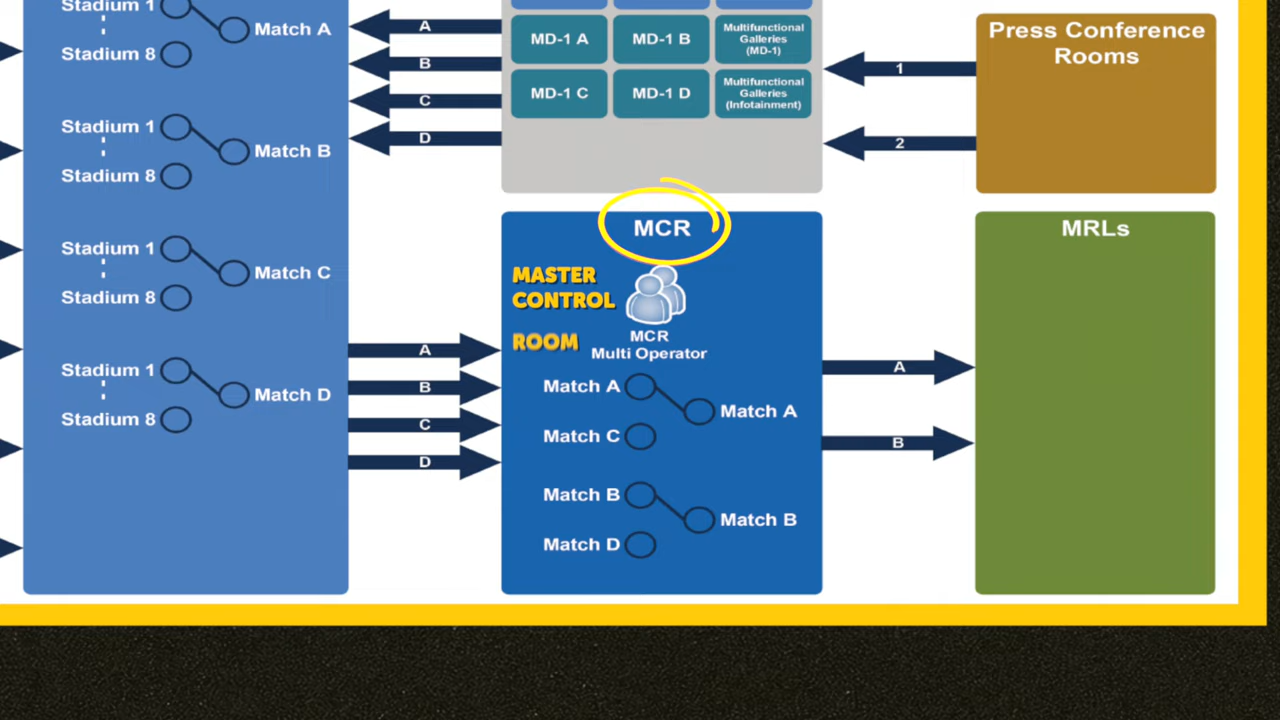 Stadium 1
Match A
Stadium 8
Stadium 1
Match B
Stadium 8
Stadium 1
Match C
Stadium 8
Stadium 1
Match D
Stadium 8
A
B
C
D
A
B
C
D
MD-1 A
MD-1 B
Multifunctional
Galleries
(MD-1)
MD-1 C
MD-1 D
Multifunctional
Galleries
(Infotainment)
1
2
Press Conference
Rooms
MCR
MASTER
CONTROL
ROOM
MCR
Multi Operator
Match A
Match A
Match C
Match B
Match B
Match D
A
B
MRLs